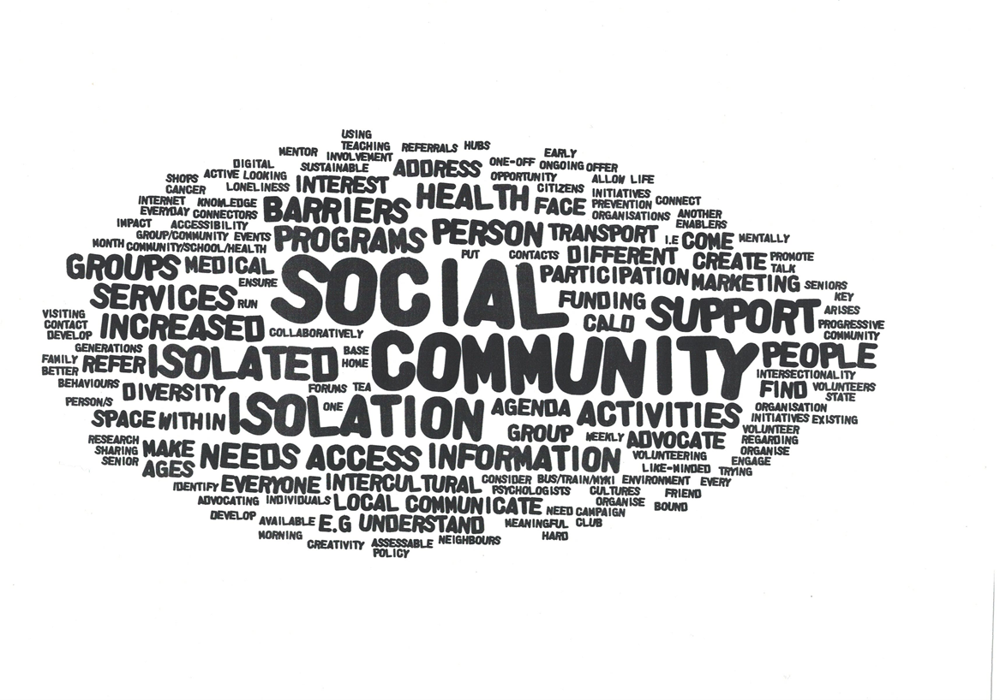 USING
TEACHING REFERRALS HUBS
MENTOR INVOLVEMENT EARLY
DIGITAL SUSTAINABLE ADDRESS ONE-OFF ONGOING OFFER
SHOPS ACTIVE LOOKING INTEREST OPPORTUNITY ALLOW LIFE
CANCER LONELINESS HEALTH CITIZENS INITIATIVES
INTERNET KNOWLEDGE BARRIERS FACE PREVENTION CONNECT
EVERYDAY CONNECTORS ORGANISATIONS ANOTHER
IMPACT ACCESSIBILITY PERSON TRANSPORT ENABLERS
GROUP/COMMUNITY EVENTS PROGRAMS I.E COME MENTALLY
MONTH COMMUNITY/SCHOOL/HEALTH PUT CONTACTS DIFFERENT CREATE PROMOTE
GROUPS MEDICAL SOCIAL PARTICIPATION TALK
ENSURE MARKETING SENIORS
SERVICES RUN FUNDING SUPPORT KEY
VISITING ARISES
CONTACT INCREASED COLLABORATIVELY CALD PROGRESSIVE
DEVELOP COMMUNITY
GENERATIONS ISOLATED BASE COMMUNITY PEOPLE
FAMILY REFER HOME
BETTER INTERSECTIONALITY
BEHAVIOURS DIVERSITY FORUMS TEA FIND VOLUNTEERS
PERSON/S ISOLATION ONE AGENDA ACTIVITIES STATE
ORGANISATION
SPACE WITHIN INITIATIVES EXISTING
GROUP WEEKLY ADVOCATE VOLUNTEER
RESEARCH REGARDING
SHARING MAKE NEEDS ACCESS INFORMATION VOLUNTEERING ORGANISE
SENIOR AGES LIKE-MINDED TRYING ENGAGE
IDENTIFY EVERYONE INTERCULTURAL CONSIDER BUS/TRAIN/MYKI ENVIRONMENT EVERY
PSYCHOLOGISTS CULTURES FRIEND
ADVOCATING INDIVIDUALS LOCAL COMMUNICATE ORGANISE BOUND
NEED CAMPAIGN
DEVELOP AVAILABLE E.G UNDERSTAND MEANINGFUL CLUB
MORNING HARD
CREATIVITY ASSESSABLE NEIGHBOURS
POLICY